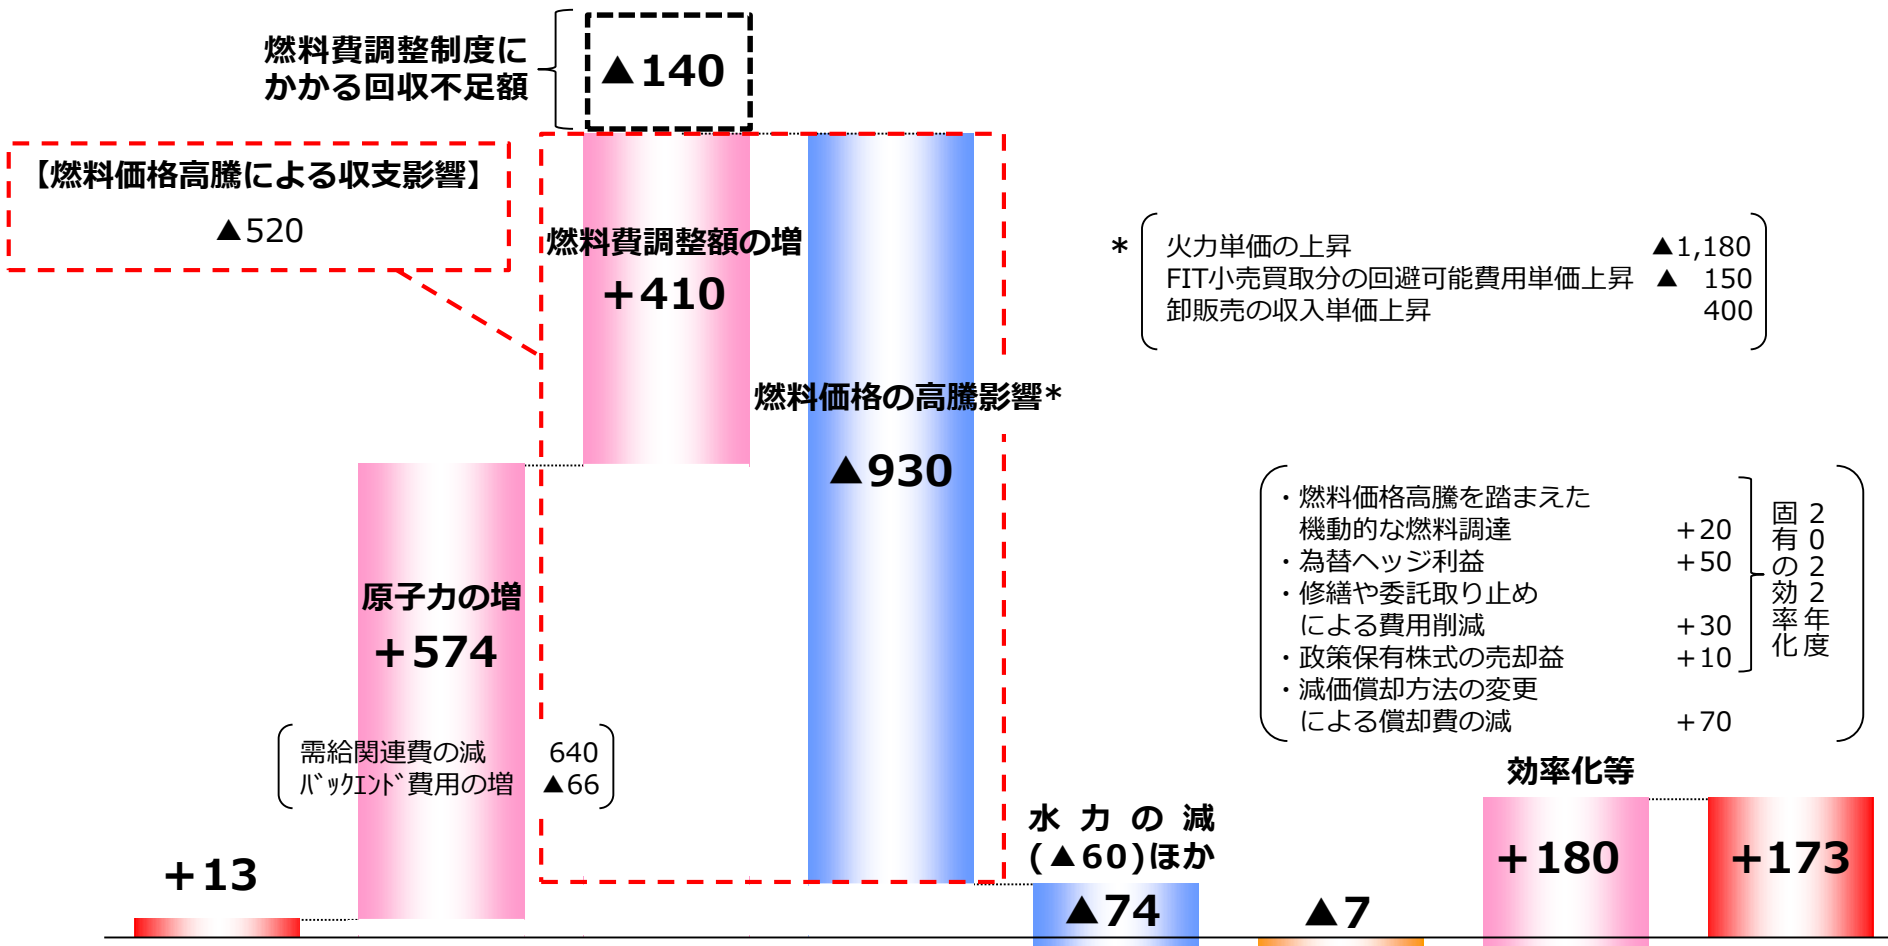 燃料費調整制度に
かかる回収不足額
▲140
【燃料価格高騰による収支影響】
▲520
燃料費調整額の増
+410
* 火力単価の上昇 ▲1,180
FIT小売買取分の回避可能費用単価上昇 ▲ 150
卸販売の収入単価上昇 400
燃料価格の高騰影響*
▲930
原子力の増
+574
需給関連費の減 640
ﾊﾞｯｸｴﾝﾄﾞ費用の増 ▲66
・燃料価格高騰を踏まえた
機動的な燃料調達 +20
・為替ヘッジ利益 +50
・修繕や委託取り止め
による費用削減 +30
・政策保有株式の売却益 +10
・減価償却方法の変更
による償却費の減 +70
2022年度
固有の効率化
+13
水力の減
(▲60)ほか
▲74
▲7
効率化等
+180
+173